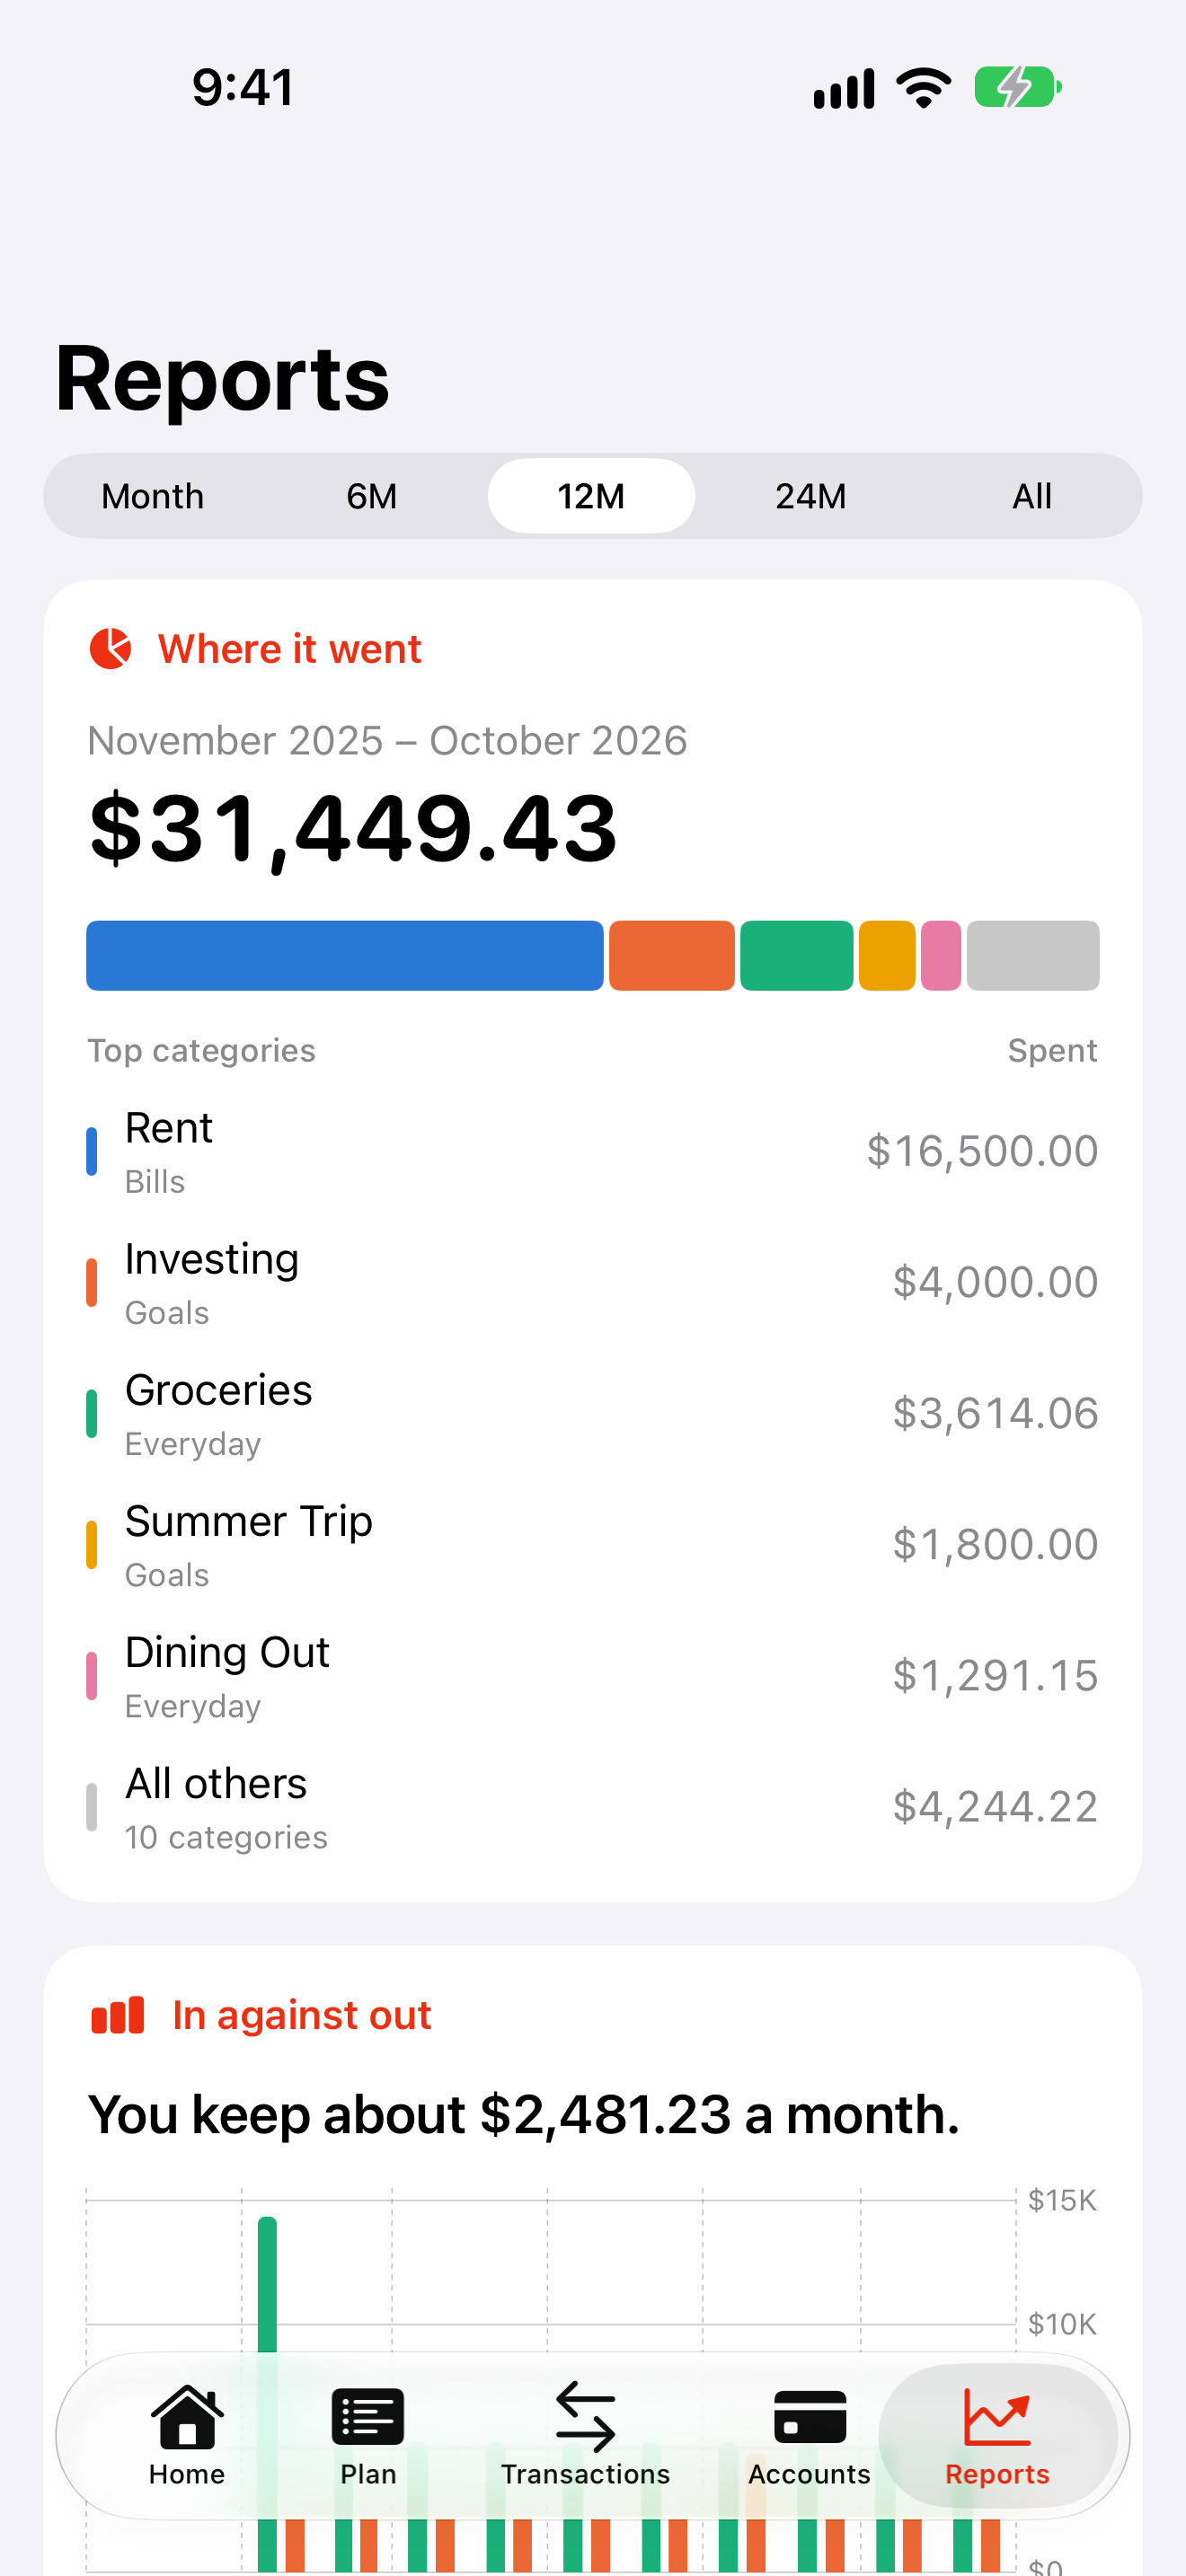 9:41
Reports
Month 6M 12M 24M All
Where it went
November 2025 – October 2026
$31,449.43
Top categories Spent
Rent
Bills
$16,500.00
Investing
Goals
$4,000.00
Groceries
Everyday
$3,614.06
Summer Trip
Goals
$1,800.00
Dining Out
Everyday
$1,291.15
All others
10 categories
$4,244.22
In against out
You keep about $2,481.23 a month.
$15K
$10K
Home Plan Transactions Accounts Reports
$0